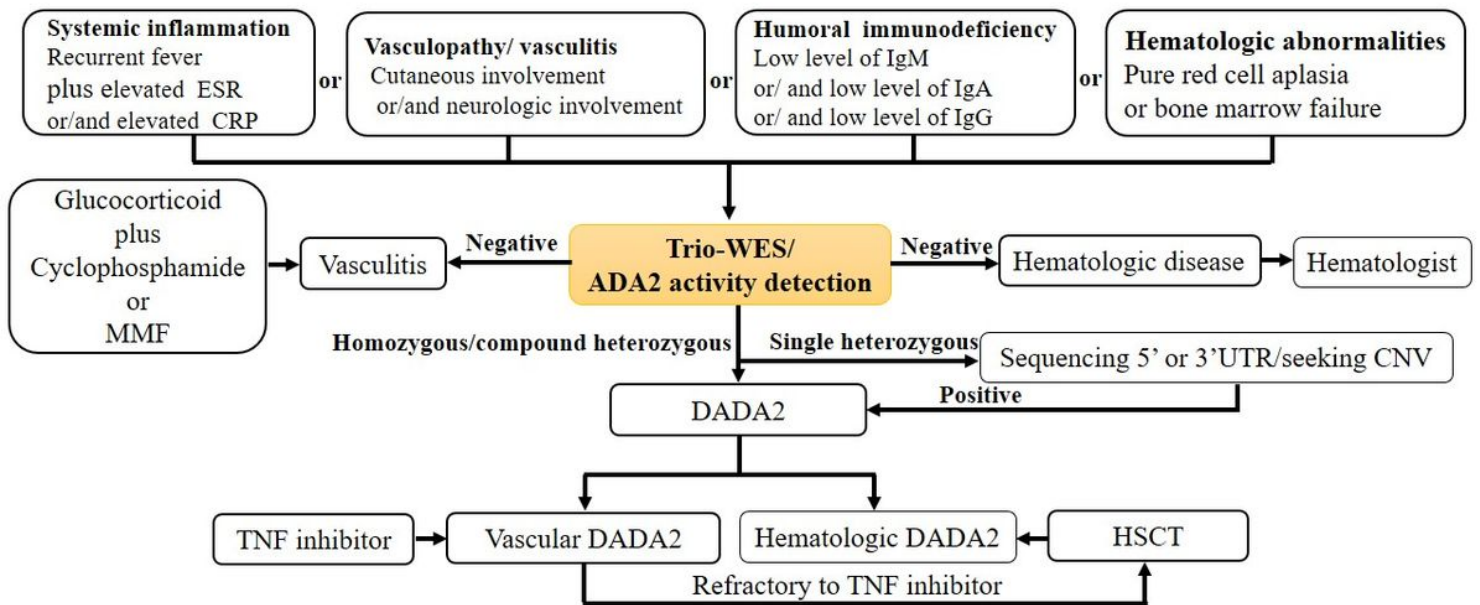 Systemic inflammation
Recurrent fever
plus elevated ESR
or/and elevated CRP
or
Vasculopathy/ vasculitis
Cutaneous involvement
or/and neurologic involvement
or
Humoral immunodeficiency
Low level of IgM
or/ and low level of IgA
or/ and low level of IgG
or
Hematologic abnormalities
Pure red cell aplasia
or bone marrow failure
Glucocorticoid
plus
Cyclophosphamide
or
MMF
Vasculitis
Negative
Trio-WES/
ADA2 activity detection
Negative
Hematologic disease
Hematologist
Homozygous/compound heterozygous
Single heterozygous
Sequencing 5’ or 3’UTR/seeking CNV
Positive
DADA2
TNF inhibitor
Vascular DADA2
Hematologic DADA2
HSCT
Refractory to TNF inhibitor